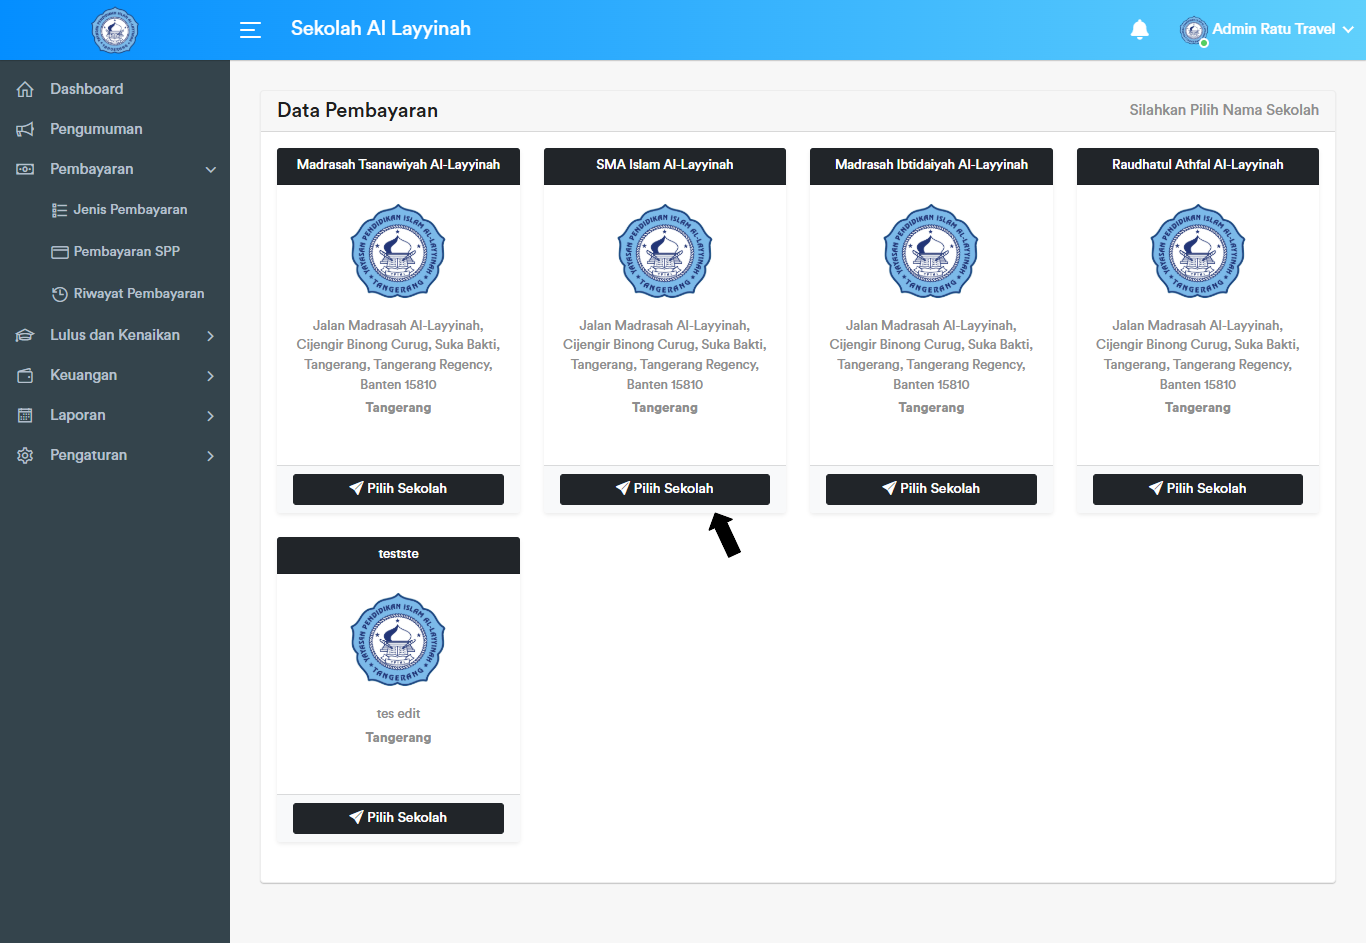 Sekolah Al Layyinah
Admin Ratu Travel
Dashboard
Pengumuman
Pembayaran
Jenis Pembayaran
Pembayaran SPP
Riwayat Pembayaran
Lulus dan Kenaikan
Keuangan
Laporan
Pengaturan
Data Pembayaran
Silahkan Pilih Nama Sekolah
Madrasah Tsanawiyah Al-Layyinah
YAYASAN PENDIDIKAN ISLAM AL-LAYYINAH
TANGERANG
Jalan Madrasah Al-Layyinah,
Cijengir Binong Curug, Suka Bakti,
Tangerang, Tangerang Regency,
Banten 15810
Tangerang
Pilih Sekolah
SMA Islam Al-Layyinah
YAYASAN PENDIDIKAN ISLAM AL-LAYYINAH
TANGERANG
Jalan Madrasah Al-Layyinah,
Cijengir Binong Curug, Suka Bakti,
Tangerang, Tangerang Regency,
Banten 15810
Tangerang
Pilih Sekolah
Madrasah Ibtidaiyah Al-Layyinah
YAYASAN PENDIDIKAN ISLAM AL-LAYYINAH
TANGERANG
Jalan Madrasah Al-Layyinah,
Cijengir Binong Curug, Suka Bakti,
Tangerang, Tangerang Regency,
Banten 15810
Tangerang
Pilih Sekolah
Raudhatul Athfal Al-Layyinah
YAYASAN PENDIDIKAN ISLAM AL-LAYYINAH
TANGERANG
Jalan Madrasah Al-Layyinah,
Cijengir Binong Curug, Suka Bakti,
Tangerang, Tangerang Regency,
Banten 15810
Tangerang
Pilih Sekolah
testste
YAYASAN PENDIDIKAN ISLAM AL-LAYYINAH
TANGERANG
tes edit
Tangerang
Pilih Sekolah